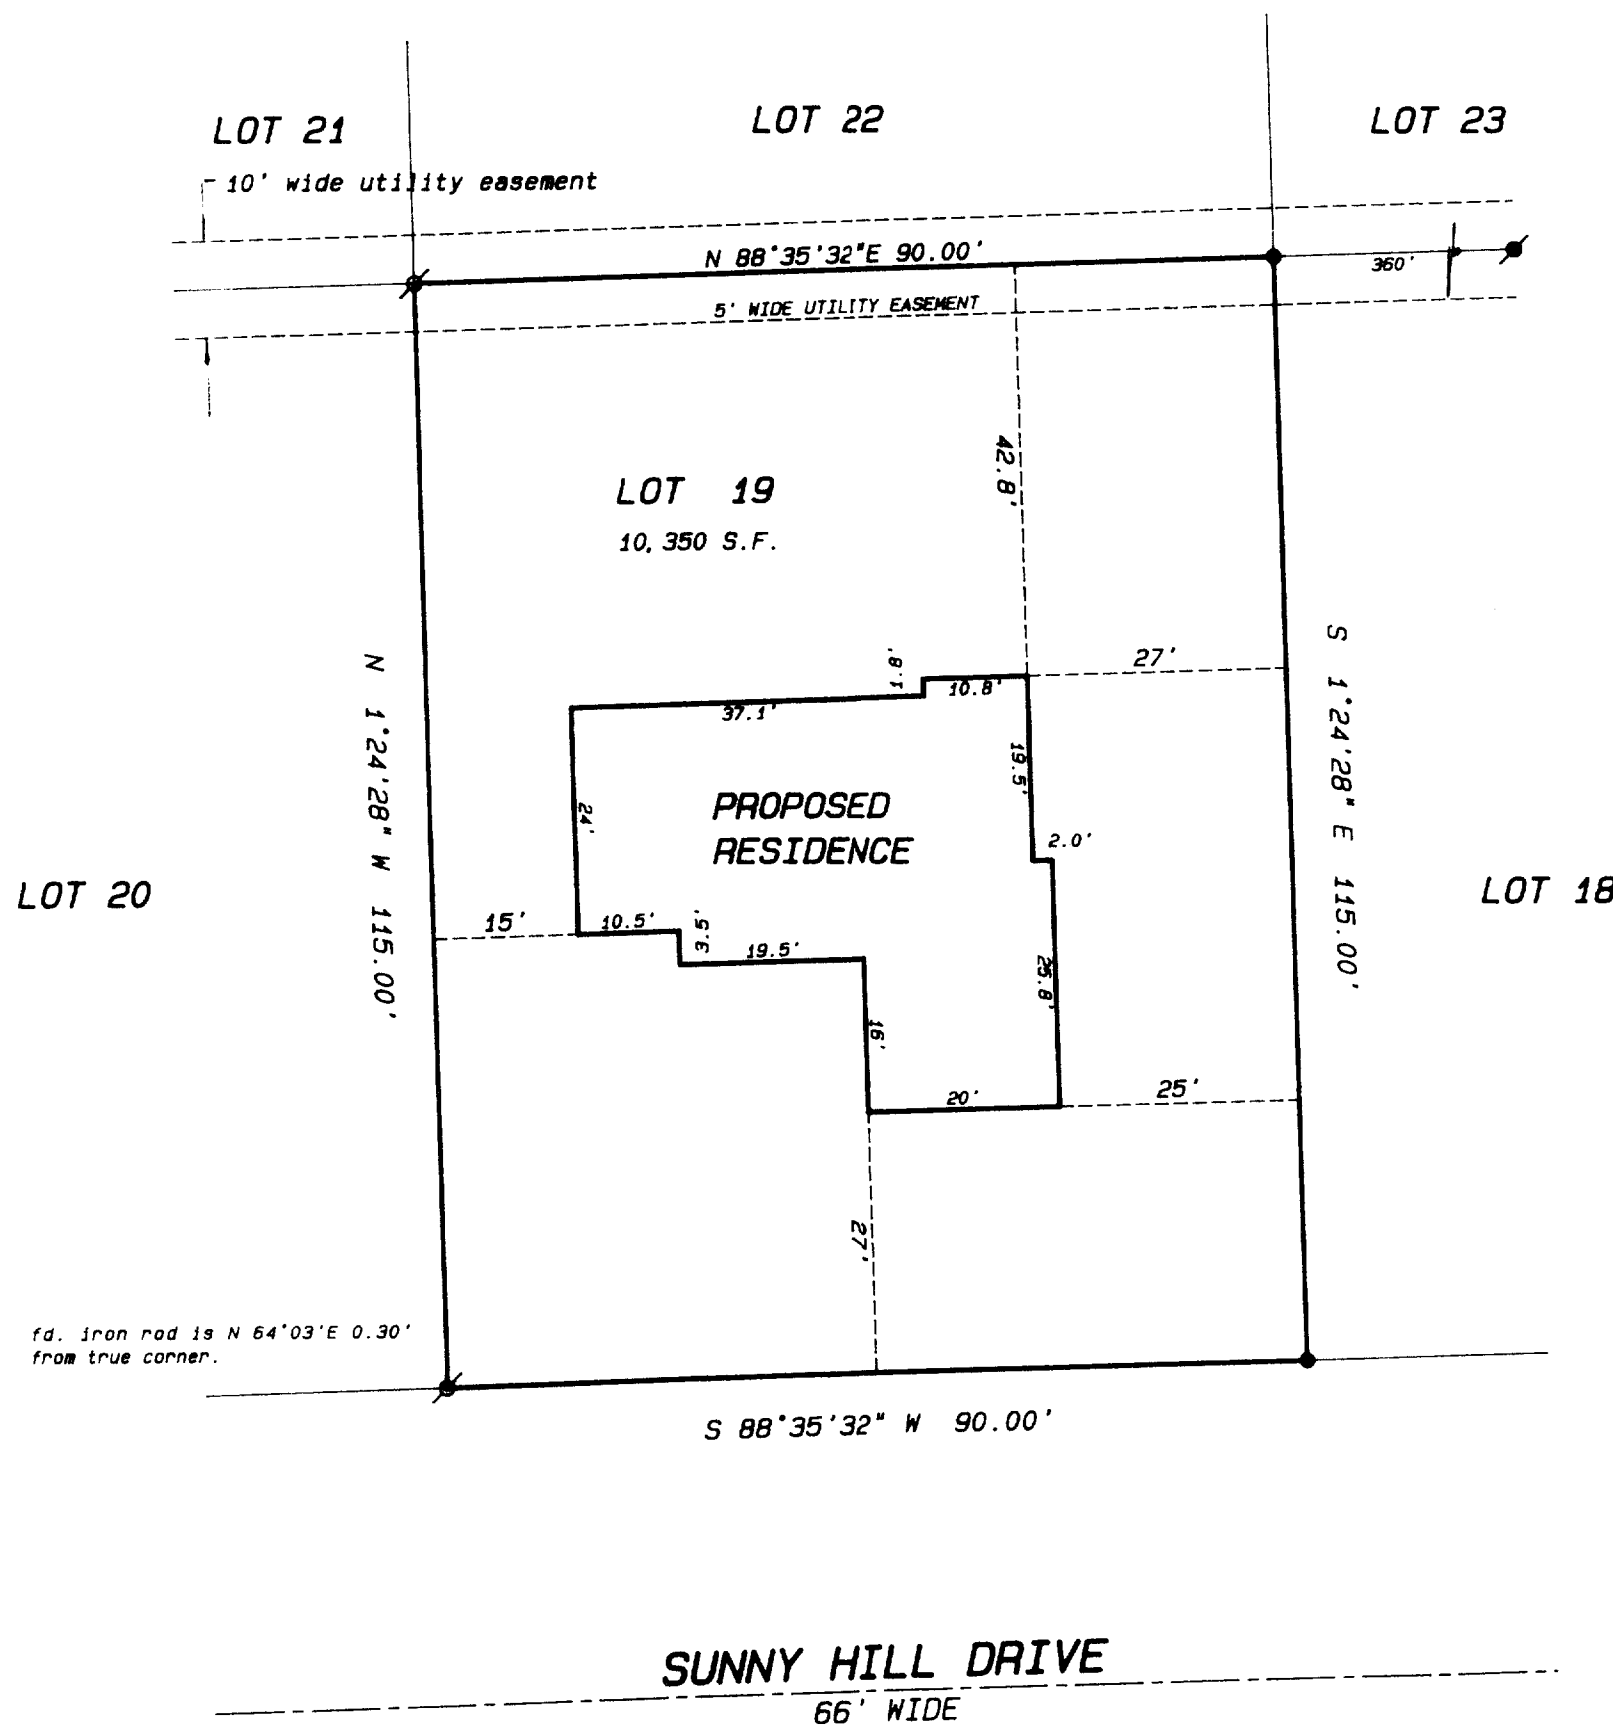 LOT 21
LOT 22
LOT 23
10' wide utility easement
N 88°35'32"E 90.00'
360'
5' WIDE UTILITY EASEMENT
42.8'
LOT 19
10,350 S.F.
N 1°24'28" W 115.00'
S 1°24'28" E 115.00'
1.8'
10.8'
27'
37.1'
19.5'
24'
PROPOSED
RESIDENCE
2.0'
LOT 20
LOT 18
15'
10.5'
3.5'
19.5'
25.8'
16'
20'
25'
27'
fd. iron rod is N 64°03'E 0.30'
from true corner.
S 88°35'32" W 90.00'
SUNNY HILL DRIVE
66' WIDE